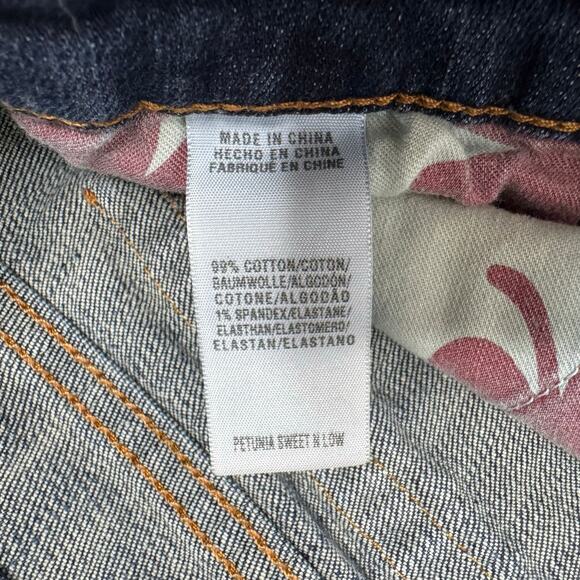 MADE IN CHINA
HECHO EN CHINA
FABRIQUE EN CHINE
99% COTTON/COTON/
BAUMWOLLE/ALGODÓN/
COTONE/ALGODÃO
1% SPANDEX/ELASTANE/
ELASTHAN/ELASTOMERO/
ELASTAN/ELASTANO
PETUNIA SWEET N LOW